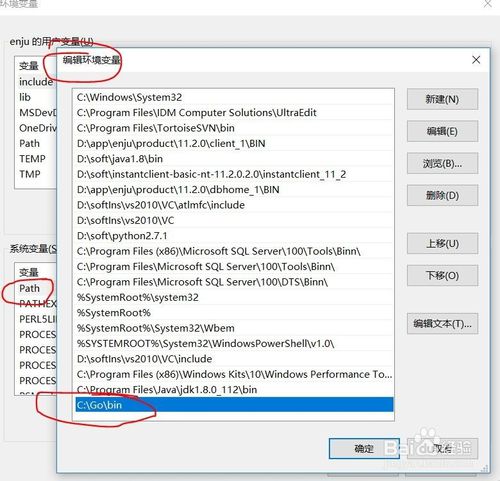 环境变量
enju 的用户变量(U)
变量
include
lib
MSDevD
OneDriv
Path
TEMP
TMP
系统变量(S
变量
Path
PATHEX
PERL5LIE
PROCES
PROCES
PROCES
PROCES
编辑环境变量
C:\Windows\System32
C:\Program Files\IDM Computer Solutions\UltraEdit
C:\Program Files\TortoiseSVN\bin
D:\app\enju\product\11.2.0\client_1\BIN
D:\soft\java1.8\bin
D:\soft\instantclient-basic-nt-11.2.0.2.0\instantclient_11_2
D:\app\enju\product\11.2.0\dbhome_1\BIN
D:\softIns\vs2010\VC\atlmfc\include
D:\softIns\vs2010\VC
D:\soft\python2.7.1
C:\Program Files (x86)\Microsoft SQL Server\100\Tools\Binn\
C:\Program Files\Microsoft SQL Server\100\Tools\Binn\
C:\Program Files\Microsoft SQL Server\100\DTS\Binn\
%SystemRoot%\system32
%SystemRoot%
%SystemRoot%\System32\Wbem
%SYSTEMROOT%\System32\WindowsPowerShell\v1.0\
D:\softIns\vs2010\VC\include
C:\Program Files (x86)\Windows Kits\10\Windows Performance To...
C:\Program Files\Java\jdk1.8.0_112\bin
C:\Go\bin
新建(N)
编辑(E)
浏览(B)...
删除(D)
上移(U)
下移(O)
编辑文本(T)...
确定
取消
Baidu 经验